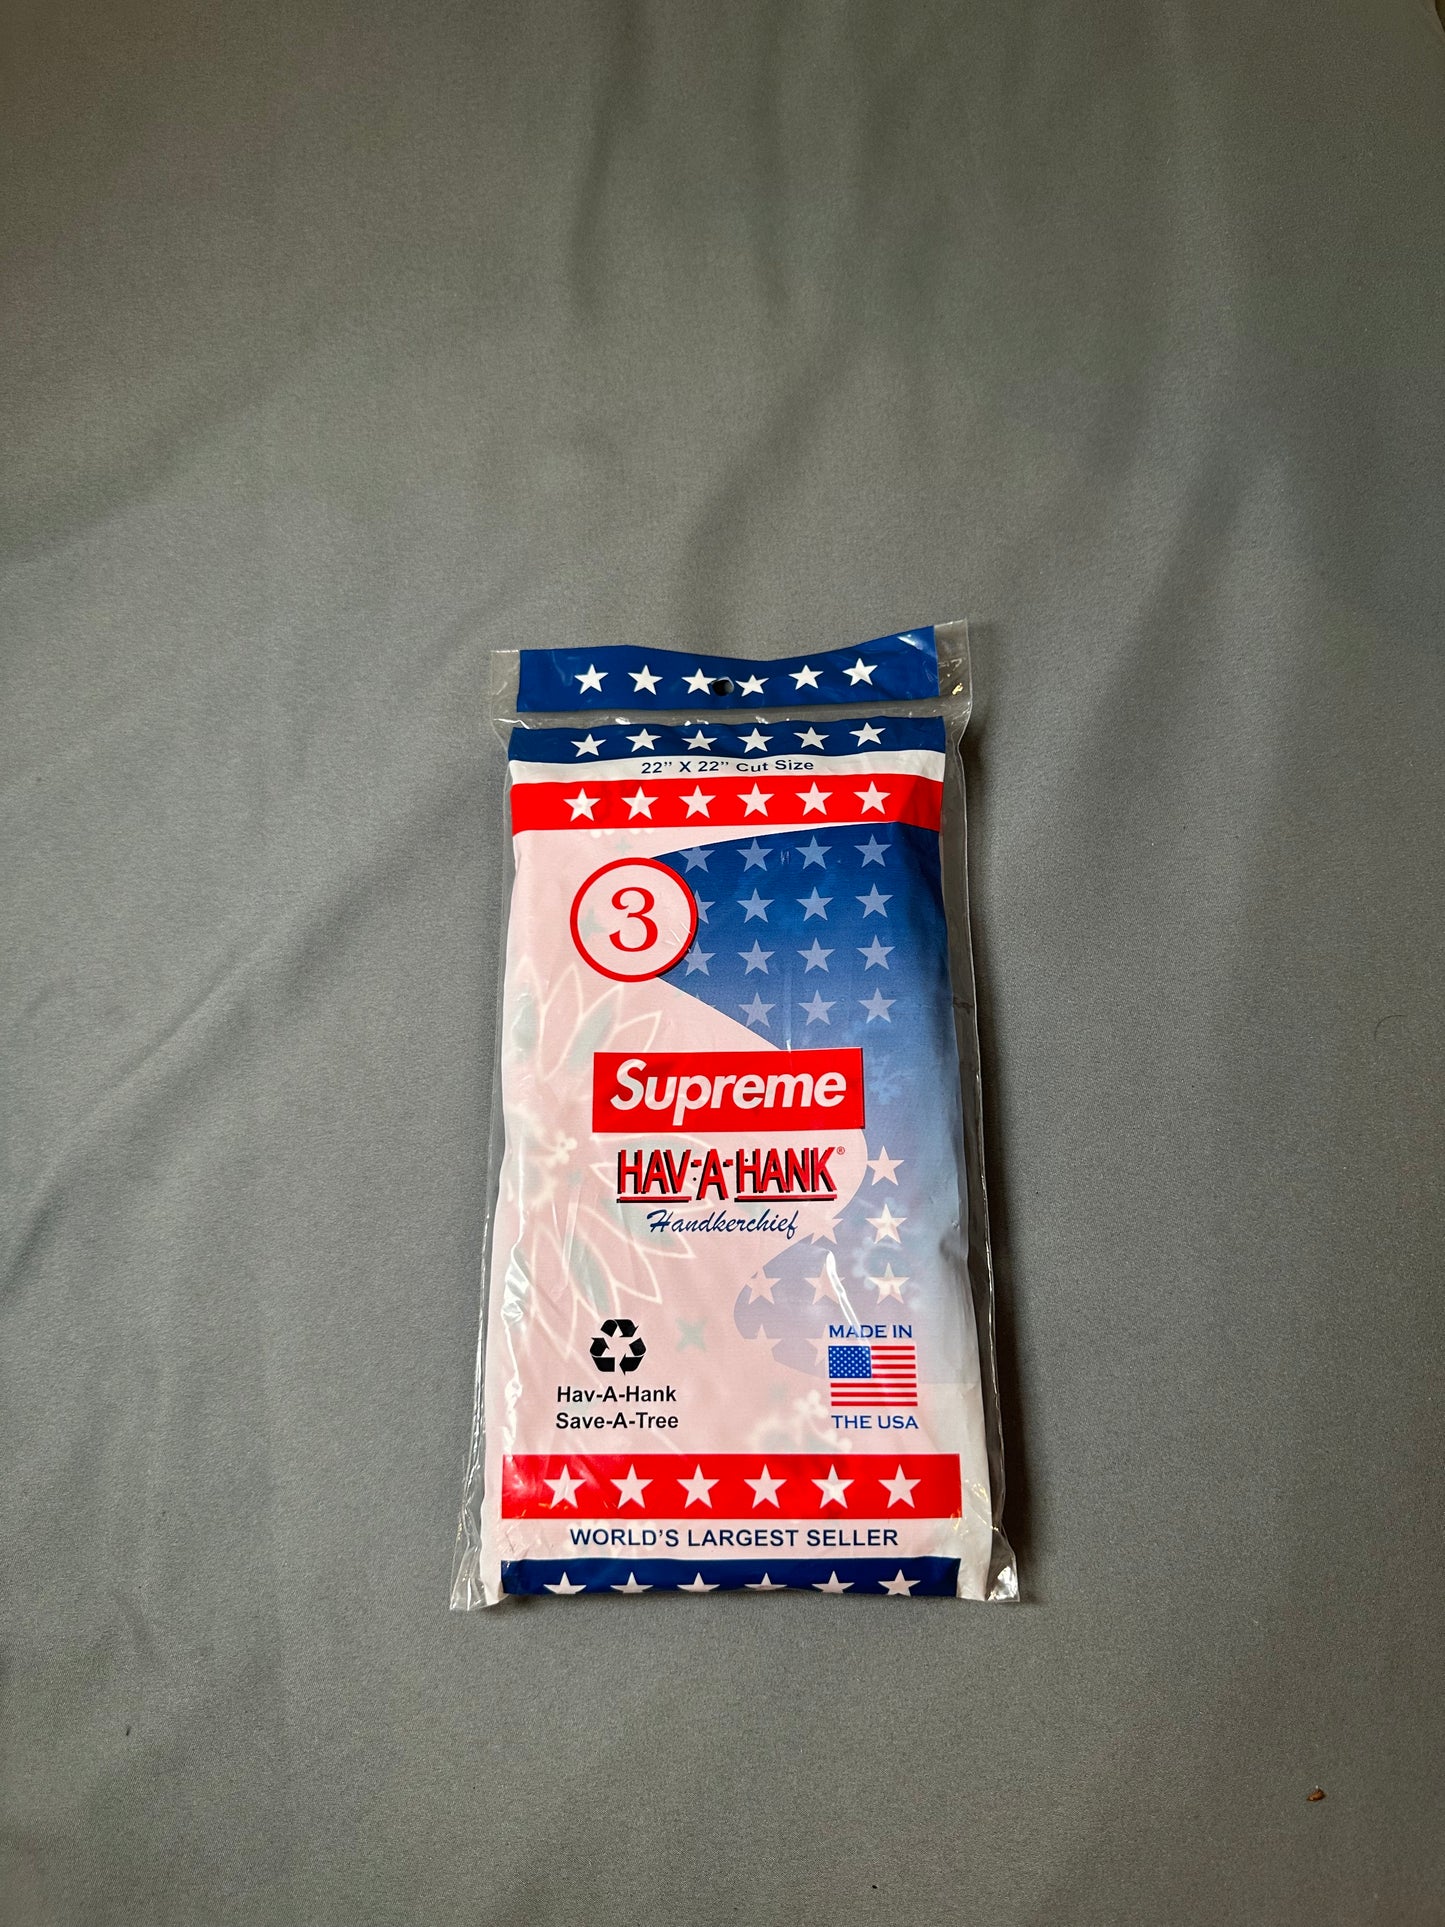 22” X 22” Cut Size
3
Supreme
HAV-A-HANK®
Handkerchief
MADE IN
Hav-A-Hank
Save-A-Tree
THE USA
WORLD'S LARGEST SELLER